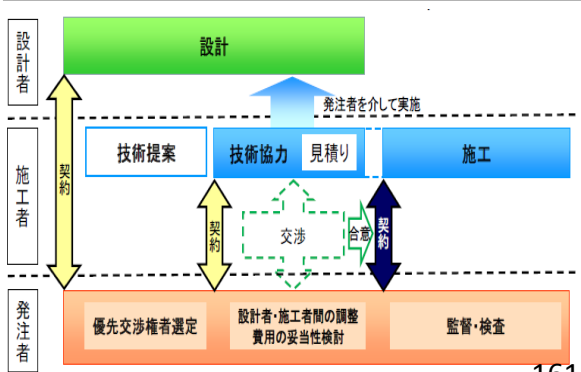 設計者
設計
発注者を介して実施
施工者
契約
技術提案
技術協力
見積り
施工
契約
交渉
合意
契約
発注者
優先交渉権者選定
設計者・施工者間の調整
費用の妥当性検討
監督・検査
161